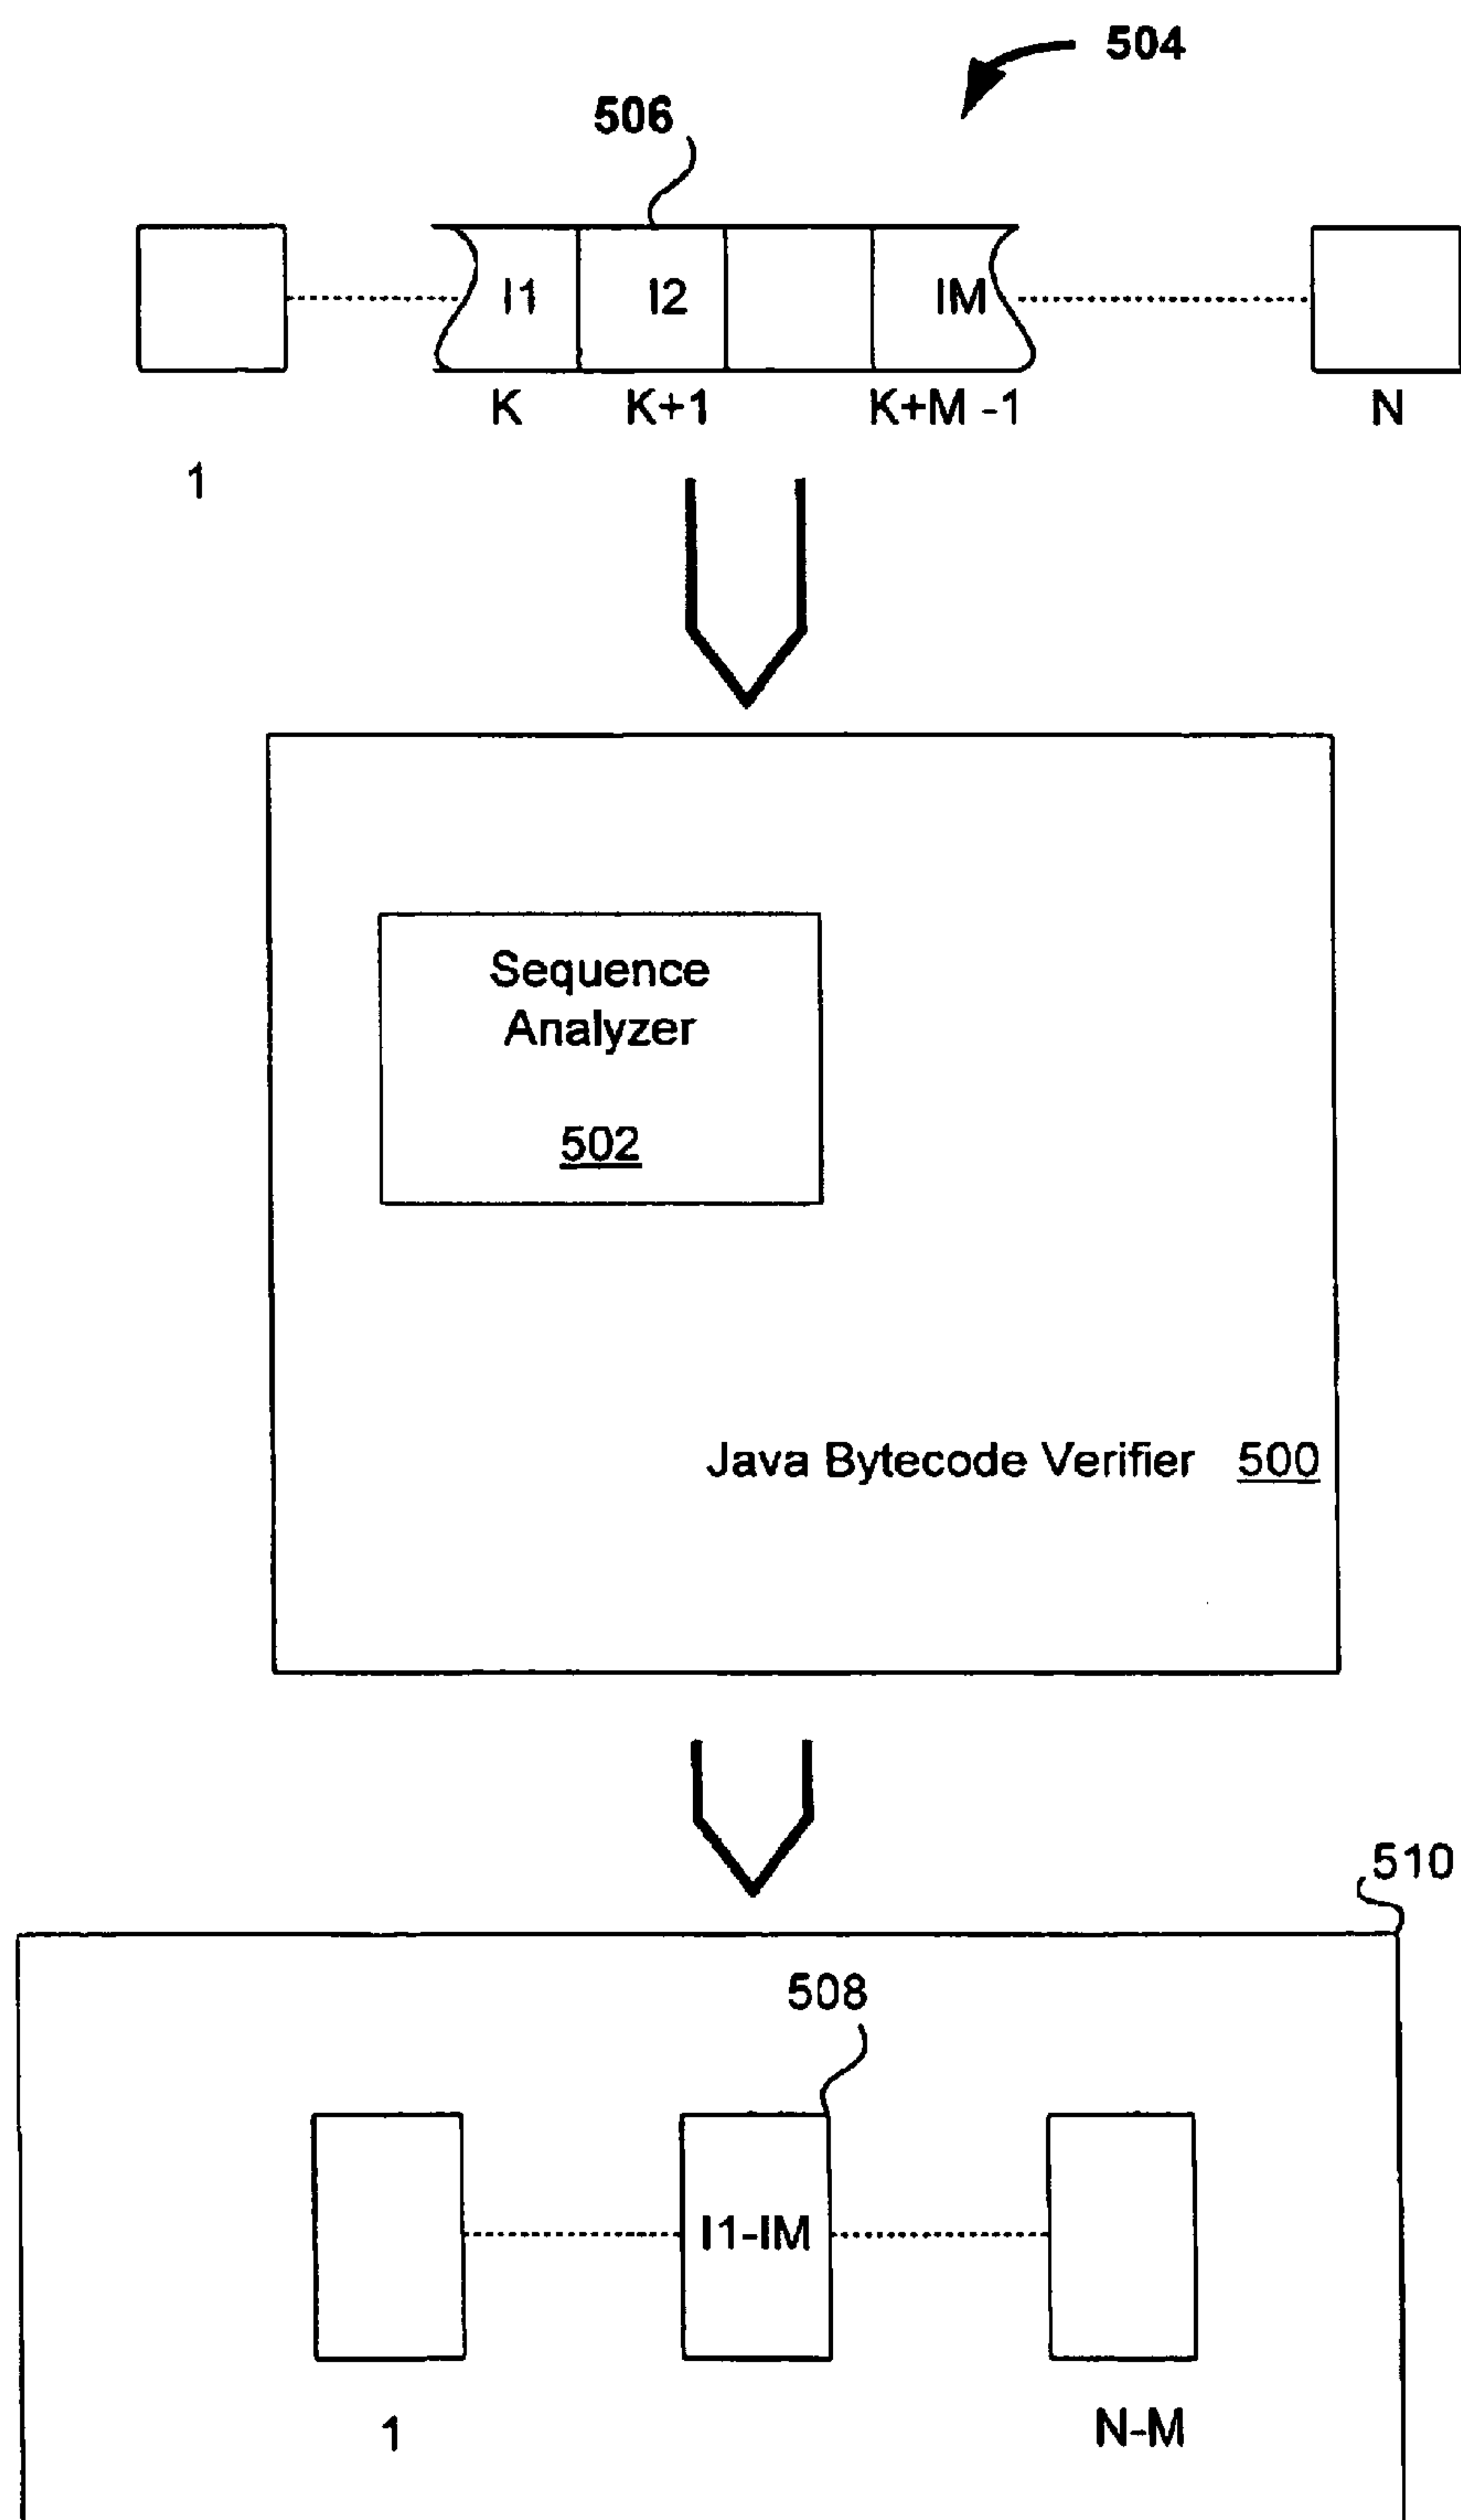 504
506
I1 I2 IM
K K+1 K+M -1 N
1
Sequence
Analyzer
502
Java Bytecode Verifier 500
510
508
I1-IM
1 N-M